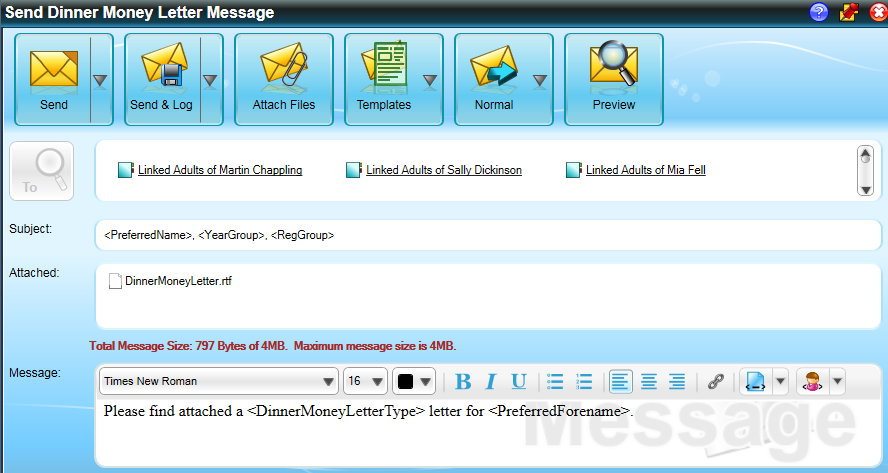 Send Dinner Money Letter Message
?
Send
Send & Log
Attach Files
Templates
Normal
Preview
To
Linked Adults of Martin Chappling
Linked Adults of Sally Dickinson
Linked Adults of Mia Fell
Subject:
<PreferredName>, <YearGroup>, <RegGroup>
Attached:
DinnerMoneyLetter.rtf
Total Message Size: 797 Bytes of 4MB. Maximum message size is 4MB.
Message:
Times New Roman
16
B I U
Please find attached a <DinnerMoneyLetterType> letter for <PreferredForename>.
Message